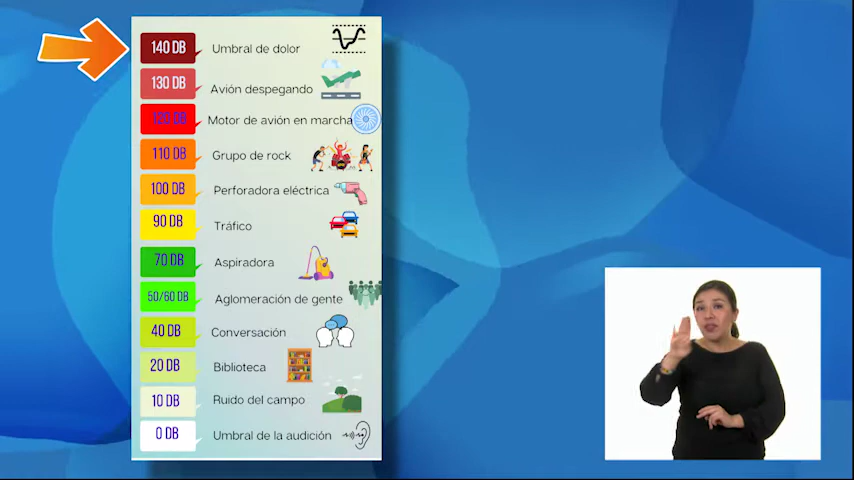 140 DB Umbral de dolor
130 DB Avión despegando
120 DB Motor de avión en marcha
110 DB Grupo de rock
100 DB Perforadora eléctrica
90 DB Tráfico
70 DB Aspiradora
50/60 DB Aglomeración de gente
40 DB Conversación
20 DB Biblioteca
10 DB Ruido del campo
0 DB Umbral de la audición